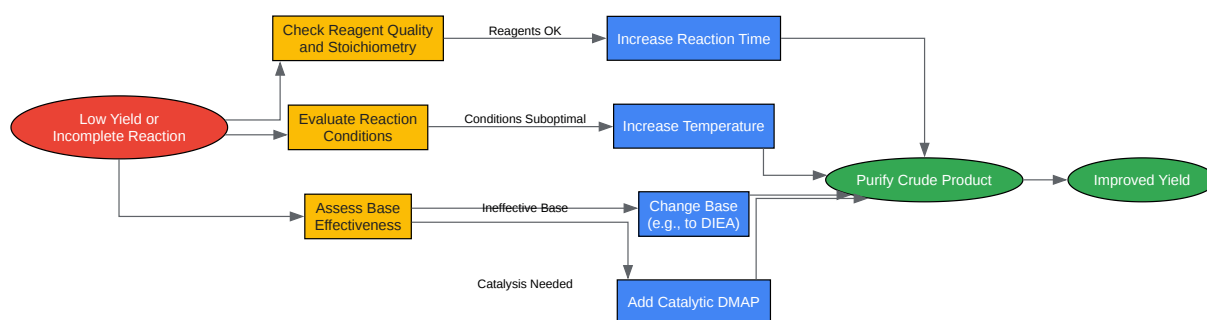 Check Reagent Quality
and Stoichiometry
Reagents OK
Increase Reaction Time
Low Yield or
Incomplete Reaction
Evaluate Reaction
Conditions
Conditions Suboptimal
Increase Temperature
Purify Crude Product
Improved Yield
Assess Base
Effectiveness
Ineffective Base
Change Base
(e.g., to DIEA)
Catalysis Needed
Add Catalytic DMAP